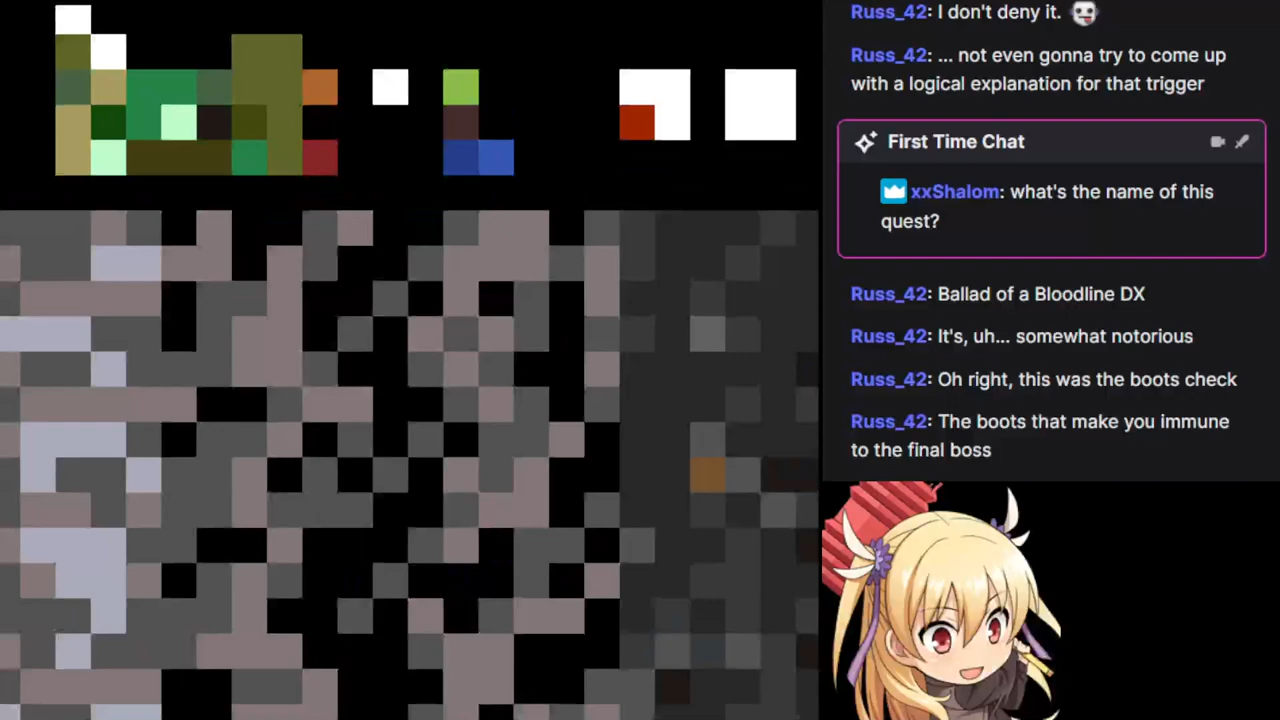 Russ_42: I don't deny it.
Russ_42: ... not even gonna try to come up
with a logical explanation for that trigger
First Time Chat
xxShalom: what's the name of this
quest?
Russ_42: Ballad of a Bloodline DX
Russ_42: It's, uh... somewhat notorious
Russ_42: Oh right, this was the boots check
Russ_42: The boots that make you immune
to the final boss